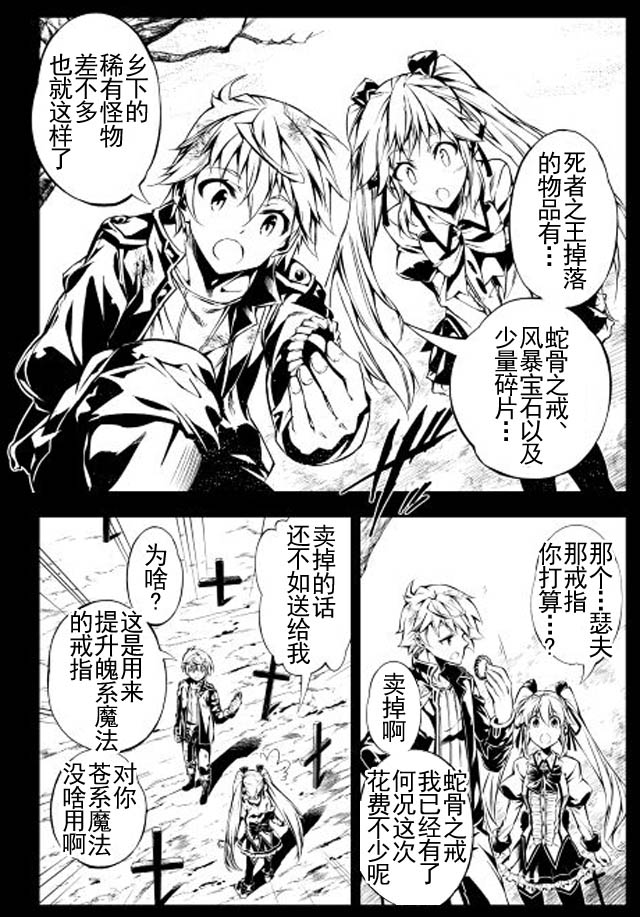 死者之王掉落
的物品有…
蛇骨之戒、
风暴宝石以及
少量碎片…
乡下的
稀有怪物
差不多
也就这样了
那个…瑟夫
那戒指
你打算…?
卖掉啊
蛇骨之戒
我已经有了
何况这次
花费不少呢
卖掉的话
还不如送给我
为啥?
这是用来
提升魄系魔法
的戒指
对你
苍系魔法
没啥用啊